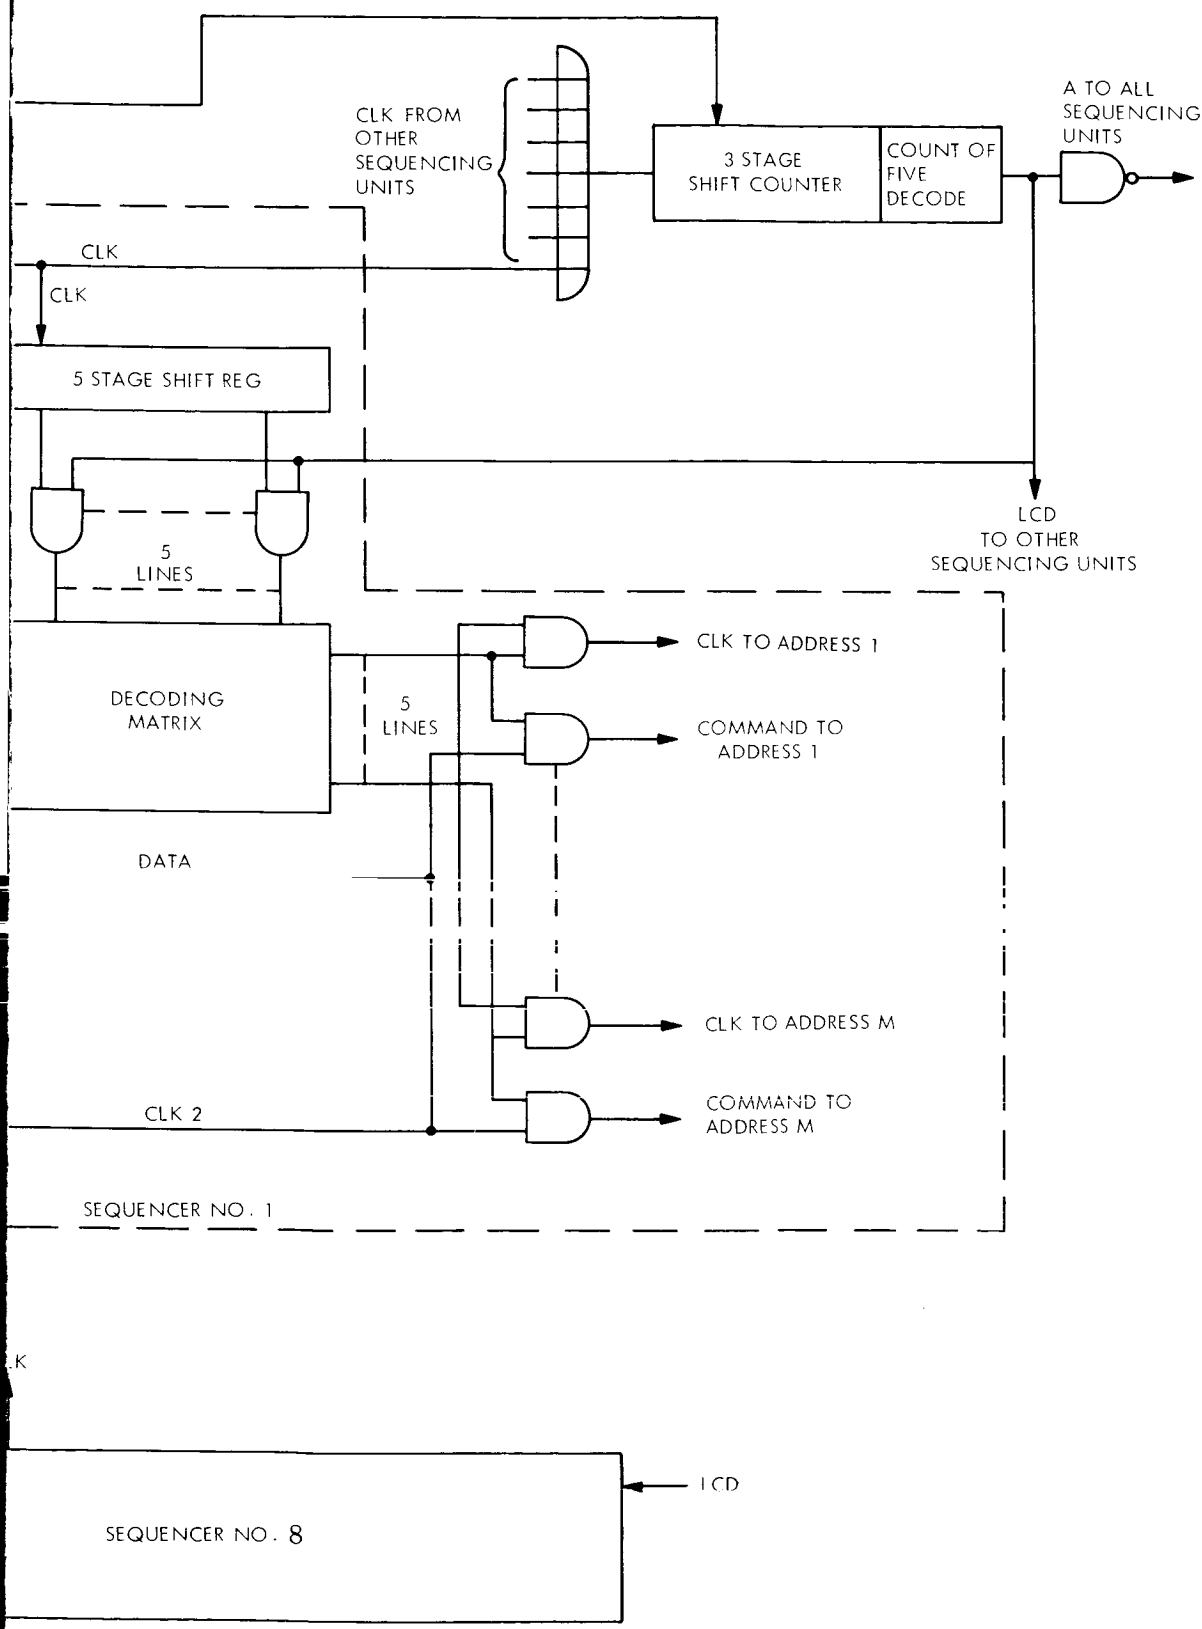 A TO ALL
SEQUENCING
UNITS
CLK FROM
OTHER
SEQUENCING
UNITS
3 STAGE
SHIFT COUNTER
COUNT OF
FIVE
DECODE
CLK
CLK
5 STAGE SHIFT REG
LCD
TO OTHER
SEQUENCING UNITS
5
LINES
CLK TO ADDRESS 1
DECODING
MATRIX
5
LINES
COMMAND TO
ADDRESS 1
DATA
CLK TO ADDRESS M
CLK 2
COMMAND TO
ADDRESS M
SEQUENCER NO. 1
LCD
SEQUENCER NO. 8